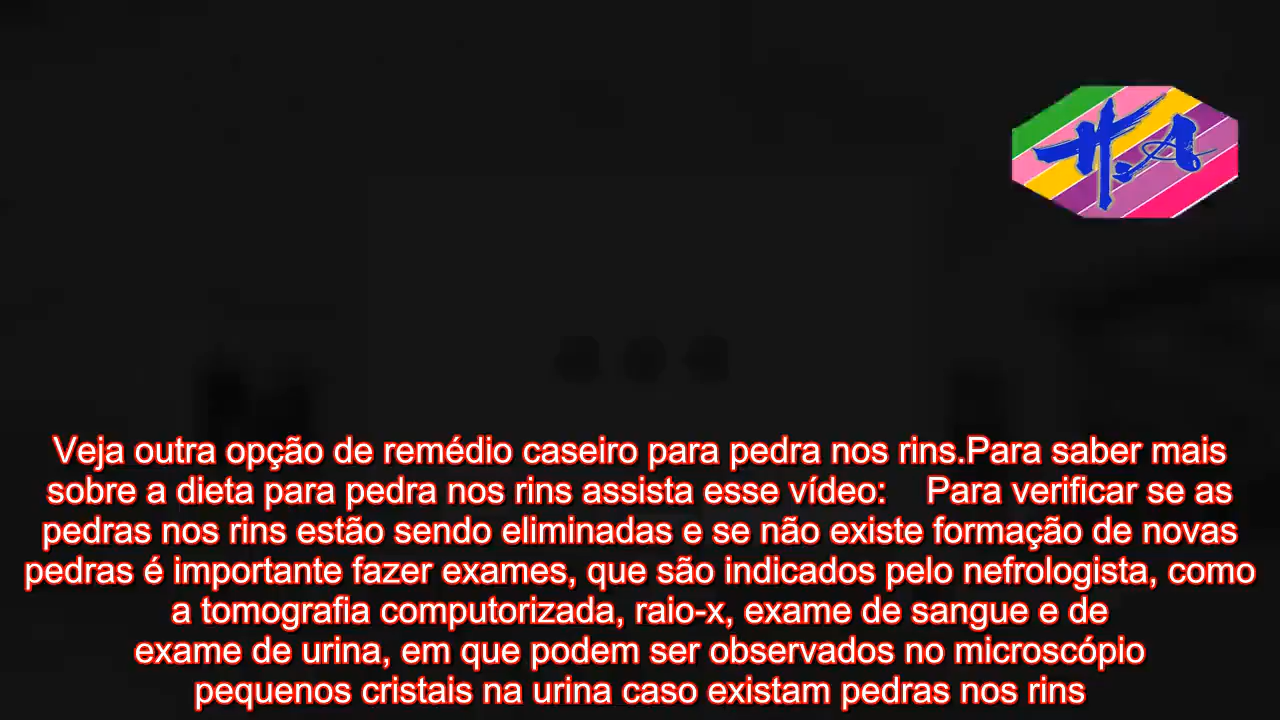 H.A
Veja outra opção de remédio caseiro para pedra nos rins.Para saber mais
sobre a dieta para pedra nos rins assista esse vídeo:    Para verificar se as
pedras nos rins estão sendo eliminadas e se não existe formação de novas
pedras é importante fazer exames, que são indicados pelo nefrologista, como
a tomografia computorizada, raio-x, exame de sangue e de
exame de urina, em que podem ser observados no microscópio
pequenos cristais na urina caso existam pedras nos rins